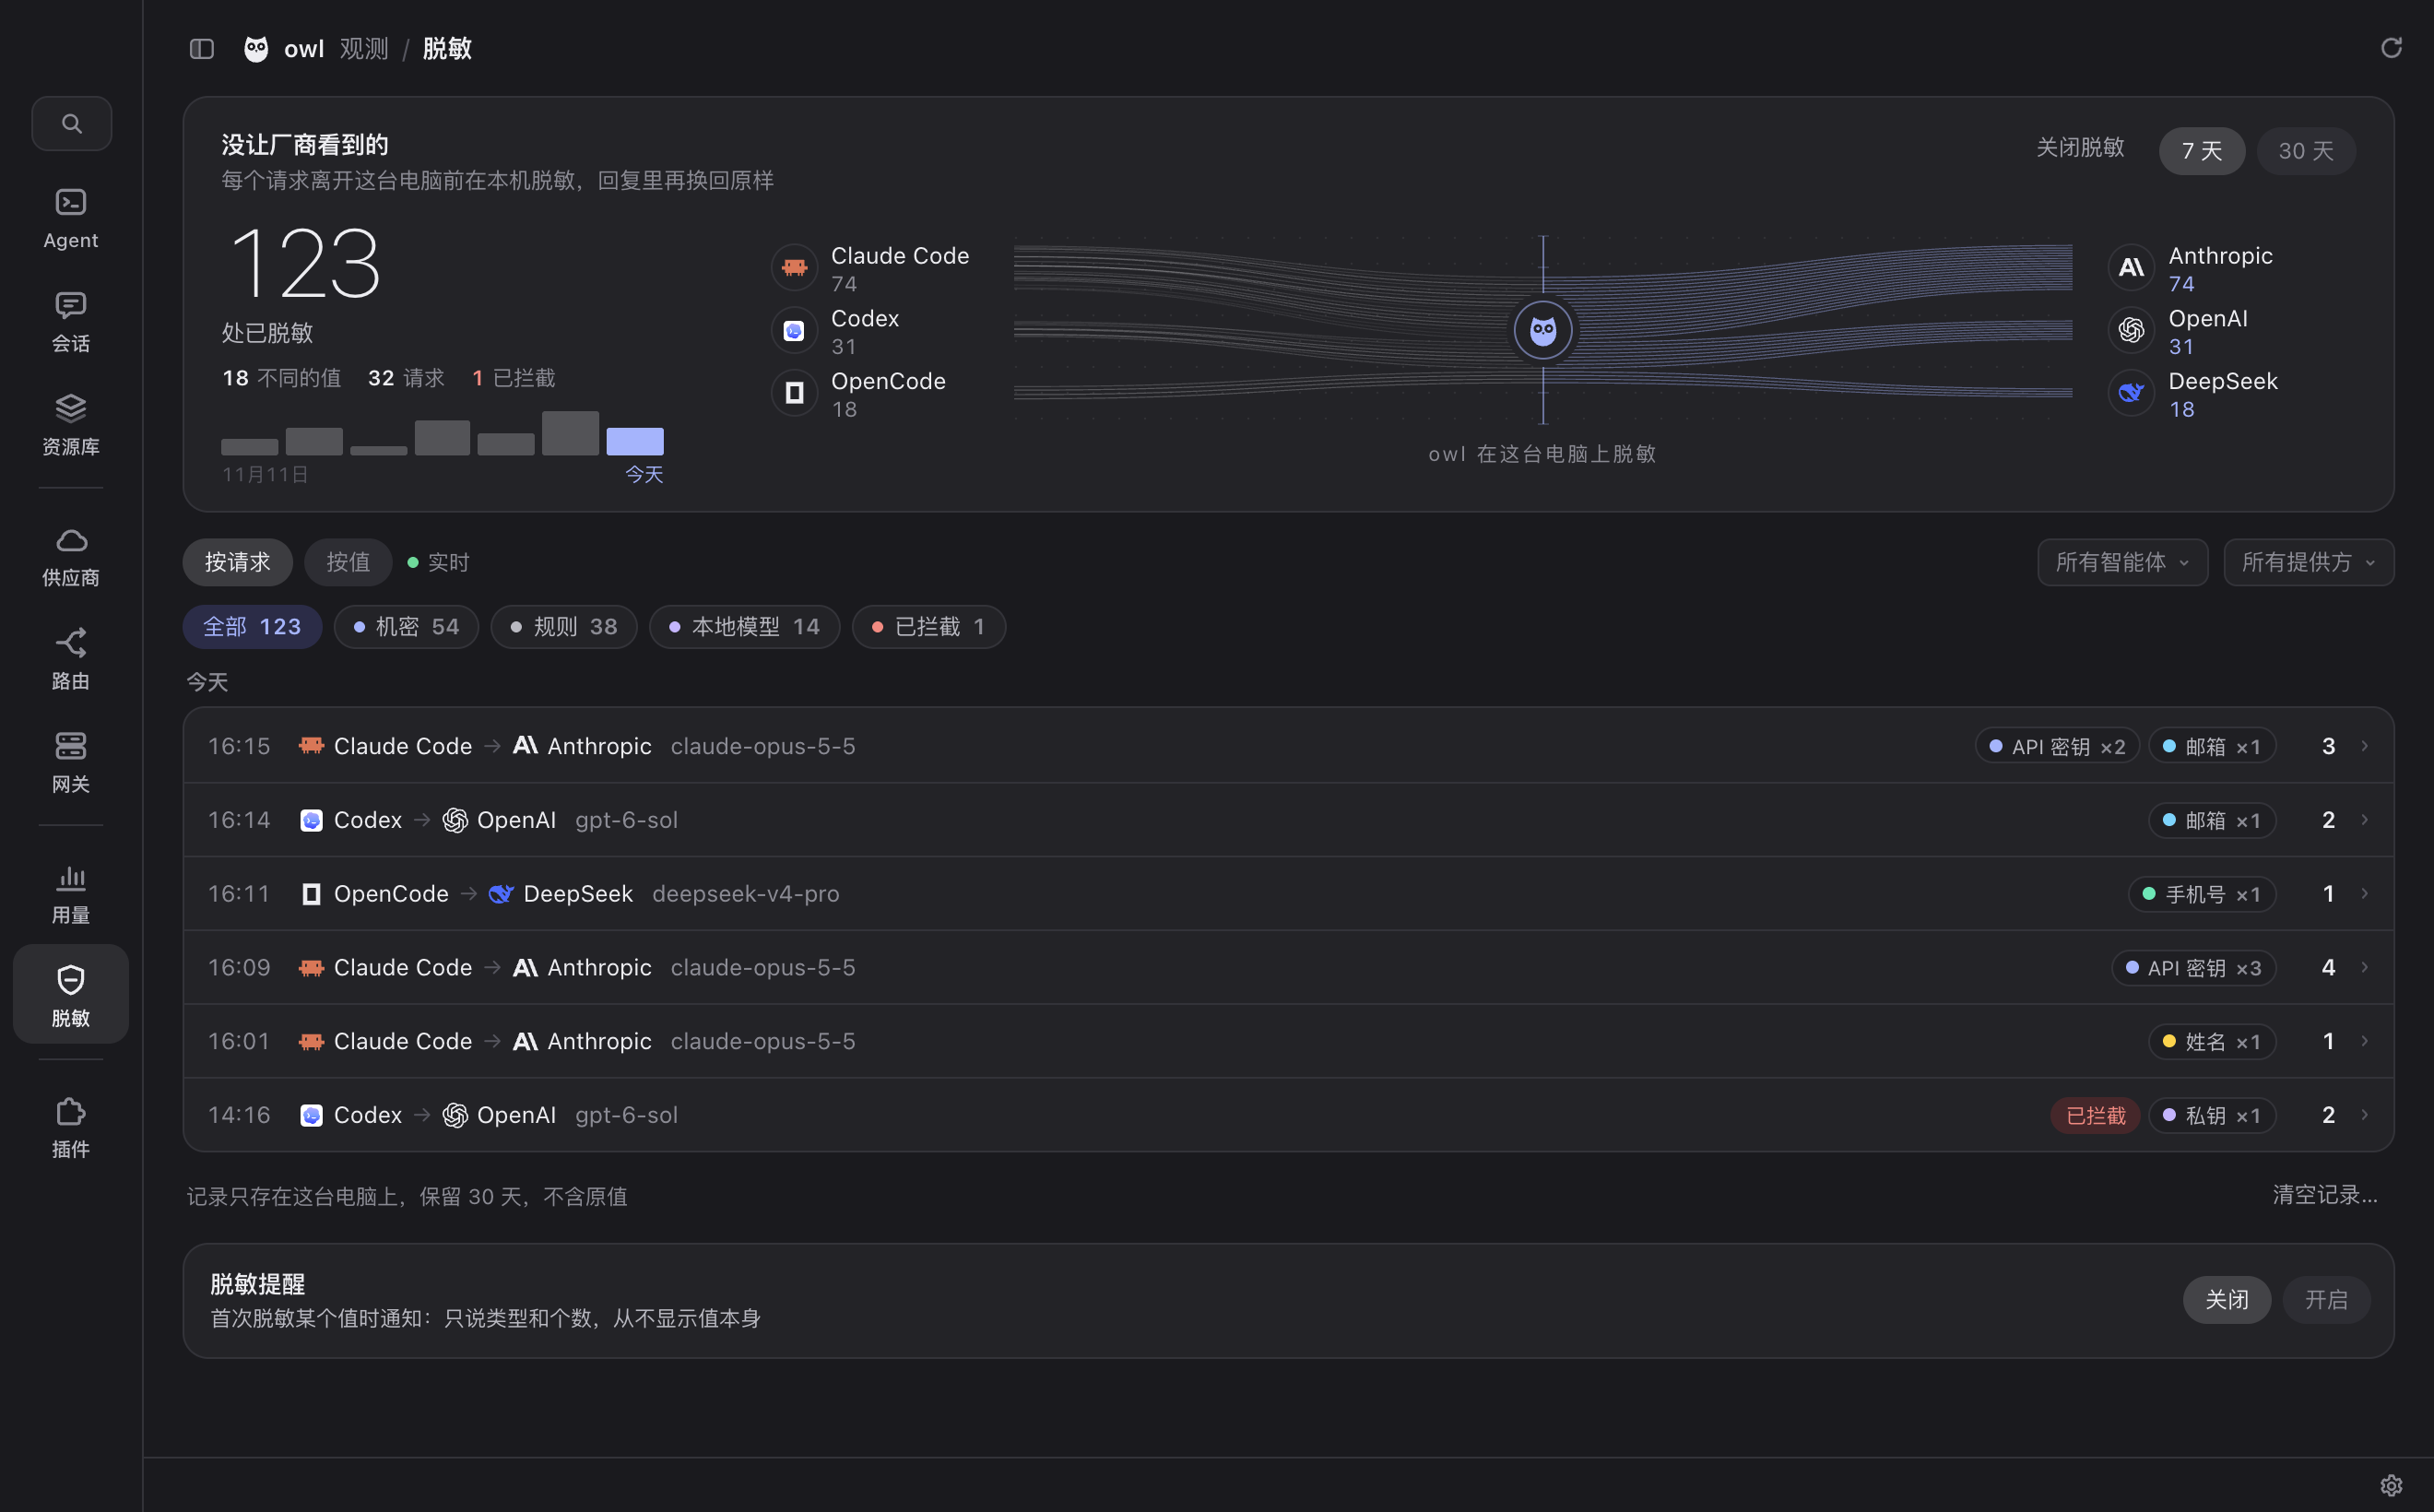 owl 观测 / 脱敏
Agent
会话
资源库
供应商
路由
网关
用量
脱敏
插件
没让厂商看到的
每个请求离开这台电脑前在本机脱敏，回复里再换回原样
关闭脱敏 7 天 30 天
123
处已脱敏
18 不同的值 32 请求 1 已拦截
11月11日 今天
Claude Code
74
Codex
31
OpenCode
18
owl 在这台电脑上脱敏
Anthropic
74
OpenAI
31
DeepSeek
18
按请求 按值 实时 所有智能体 所有提供方
全部 123 机密 54 规则 38 本地模型 14 已拦截 1
今天
16:15 Claude Code → Anthropic claude-opus-5-5 API 密钥 ×2 邮箱 ×1 3
16:14 Codex → OpenAI gpt-6-sol 邮箱 ×1 2
16:11 OpenCode → DeepSeek deepseek-v4-pro 手机号 ×1 1
16:09 Claude Code → Anthropic claude-opus-5-5 API 密钥 ×3 4
16:01 Claude Code → Anthropic claude-opus-5-5 姓名 ×1 1
14:16 Codex → OpenAI gpt-6-sol 已拦截 私钥 ×1 2
记录只存在这台电脑上，保留 30 天，不含原值 清空记录...
脱敏提醒
首次脱敏某个值时通知：只说类型和个数，从不显示值本身
关闭 开启